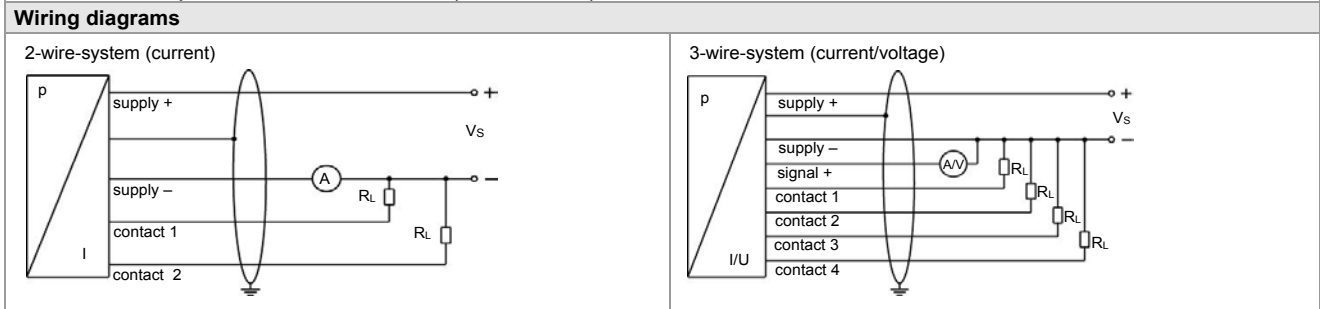 Wiring diagrams
2-wire-system (current)
p
supply +
supply –
contact 1
contact 2
I
A
RL
RL
+
VS
–
3-wire-system (current/voltage)
p
supply +
supply –
signal +
contact 1
contact 2
contact 3
contact 4
I/U
A/V
RL
RL
RL
RL
+
VS
–